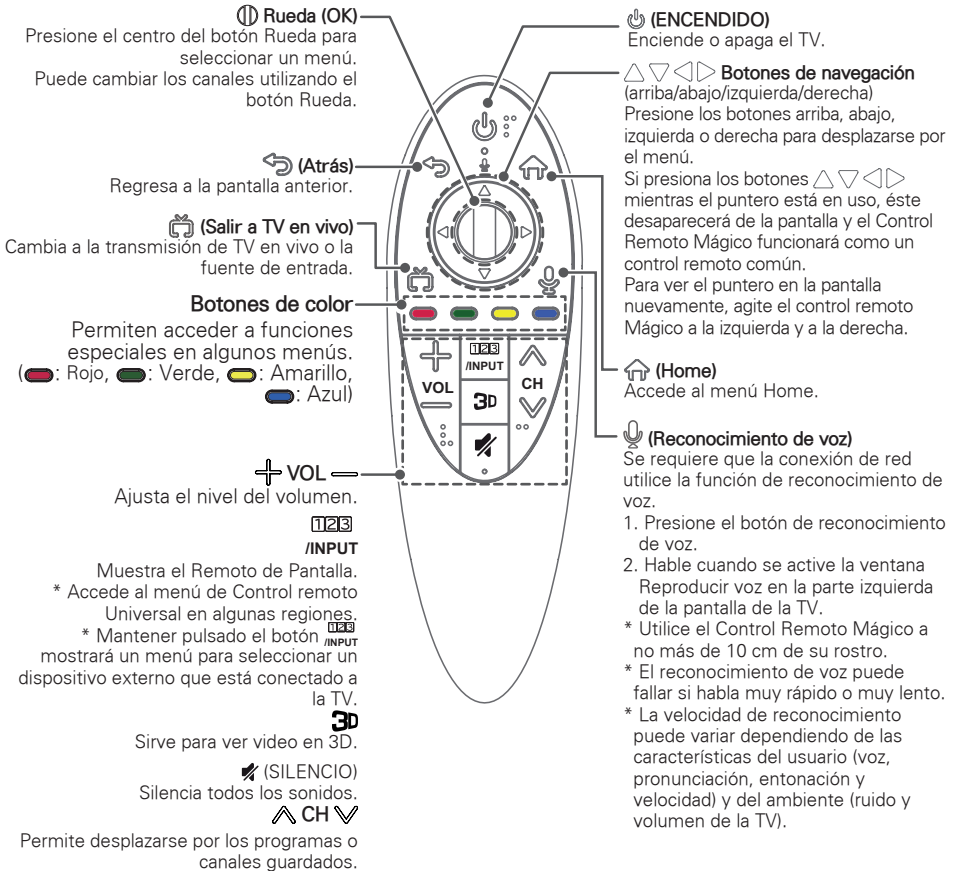 Rueda (OK)
Presione el centro del botón Rueda para
seleccionar un menú.
Puede cambiar los canales utilizando el
botón Rueda.
(Atrás)
Regresa a la pantalla anterior.
(Salir a TV en vivo)
Cambia a la transmisión de TV en vivo o la
fuente de entrada.
Botones de color
Permiten acceder a funciones
especiales en algunos menús.
( : Rojo, : Verde, : Amarillo,
: Azul)
VOL
Ajusta el nivel del volumen.
123
/INPUT
Muestra el Remoto de Pantalla.
* Accede al menú de Control remoto
Universal en algunas regiones.
* Mantener pulsado el botón 123/INPUT
mostrará un menú para seleccionar un
dispositivo externo que está conectado a
la TV.
3D
Sirve para ver video en 3D.
(SILENCIO)
Silencia todos los sonidos.
CH
Permite desplazarse por los programas o
canales guardados.
VOL
123
/INPUT
3D
CH
(ENCENDIDO)
Enciende o apaga el TV.
△ ▽ ◁ ▷ Botones de navegación
(arriba/abajo/izquierda/derecha)
Presione los botones arriba, abajo,
izquierda o derecha para desplazarse por
el menú.
Si presiona los botones △ ▽ ◁ ▷
mientras el puntero está en uso, éste
desaparecerá de la pantalla y el Control
Remoto Mágico funcionará como un
control remoto común.
Para ver el puntero en la pantalla
nuevamente, agite el control remoto
Mágico a la izquierda y a la derecha.
(Home)
Accede al menú Home.
(Reconocimiento de voz)
Se requiere que la conexión de red
utilice la función de reconocimiento de
voz.
1. Presione el botón de reconocimiento
de voz.
2. Hable cuando se active la ventana
Reproducir voz en la parte izquierda
de la pantalla de la TV.
* Utilice el Control Remoto Mágico a
no más de 10 cm de su rostro.
* El reconocimiento de voz puede
fallar si habla muy rápido o muy lento.
* La velocidad de reconocimiento
puede variar dependiendo de las
características del usuario (voz,
pronunciación, entonación y
velocidad) y del ambiente (ruido y
volumen de la TV).